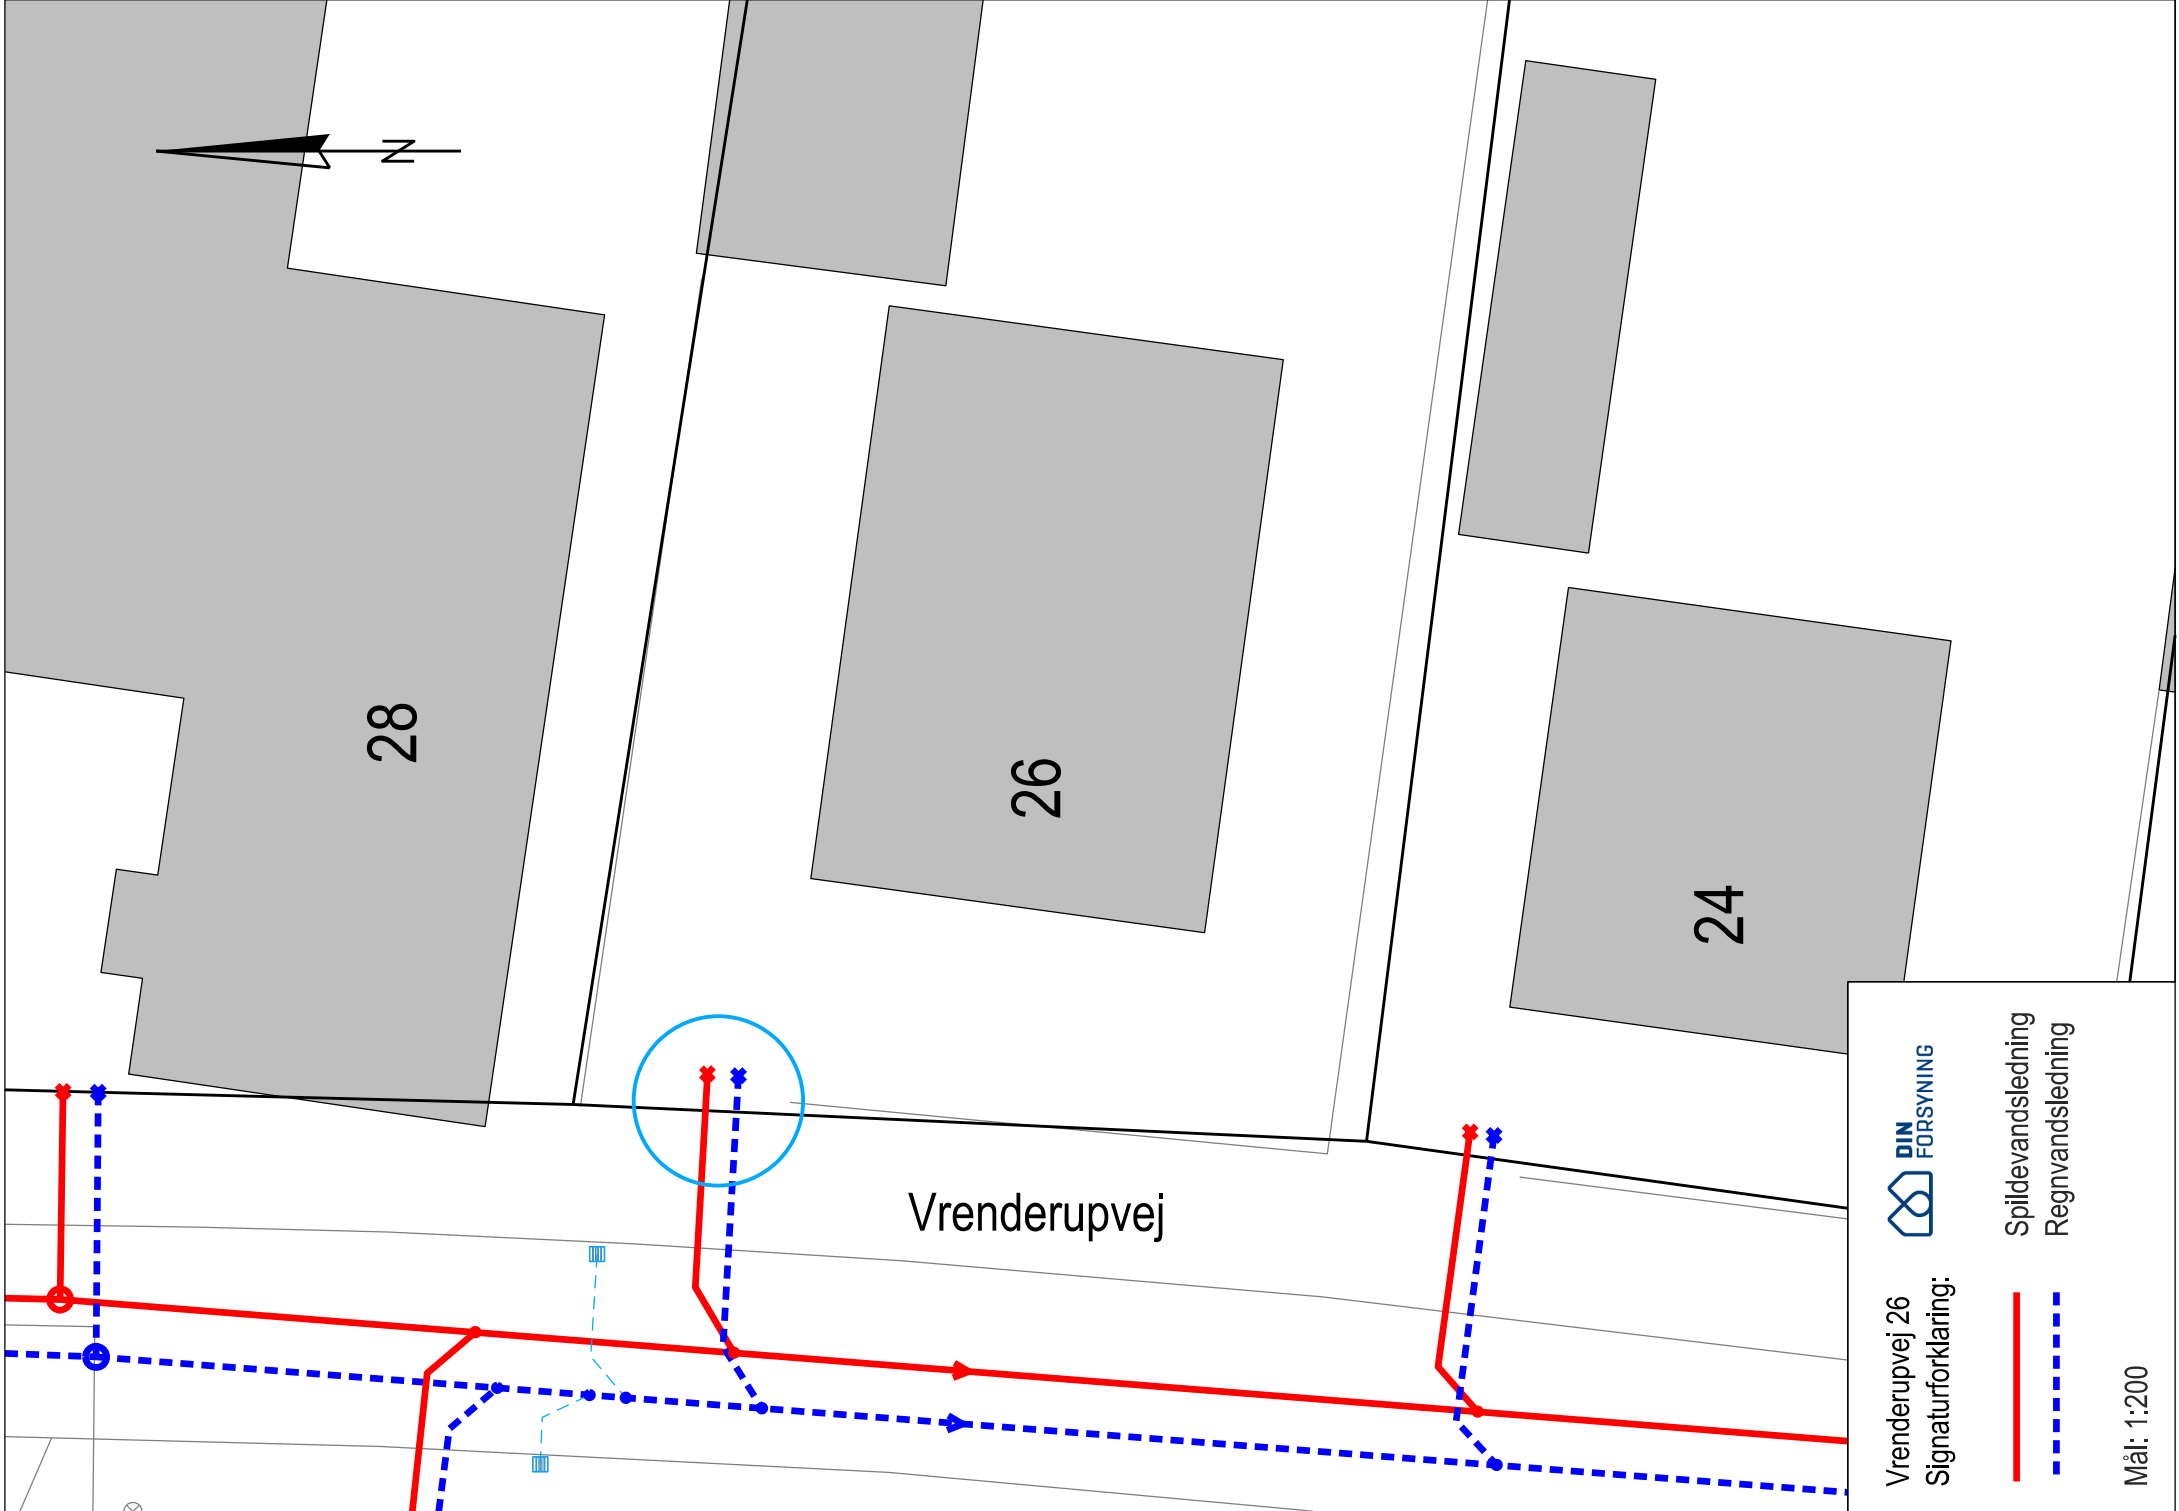 N
28
26
24
Vrenderupvej
DIN
FORSYNING
Vrenderupvej 26
Signaturforklaring:
Spildevandsledning
Regnvandsledning
Mål: 1:200